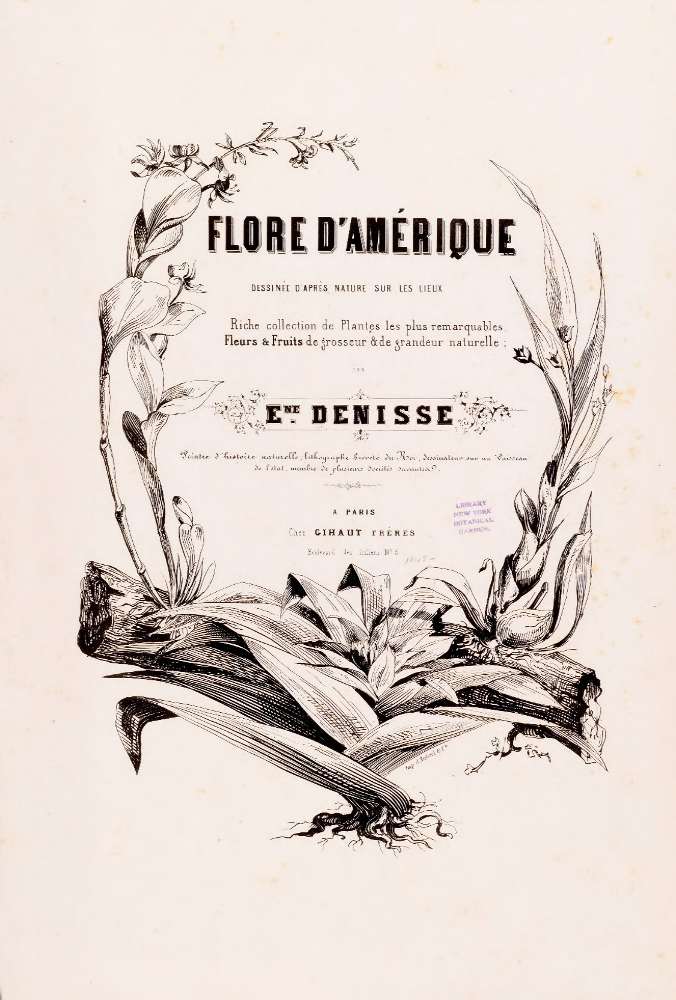 FLORE D'AMÉRIQUE
DESSINÉE D'APRÈS NATURE SUR LES LIEUX
Riche collection de Plantes les plus remarquables,
Fleurs & Fruits de grosseur & de grandeur naturelle ;
PAR
ENE. DENISSE
Peintre d'histoire naturelle, lithographe breveté du Roi, dessinateur sur un Vaisseau
de l'état, membre de plusieurs Sociétés savantes.
A PARIS
Chez GIHAUT FRÈRES
Boulevard des Italiens No 5.
1843-
LIBRARY
NEW YORK
BOTANICAL
GARDEN.
Imp. d'Aubert & Cie